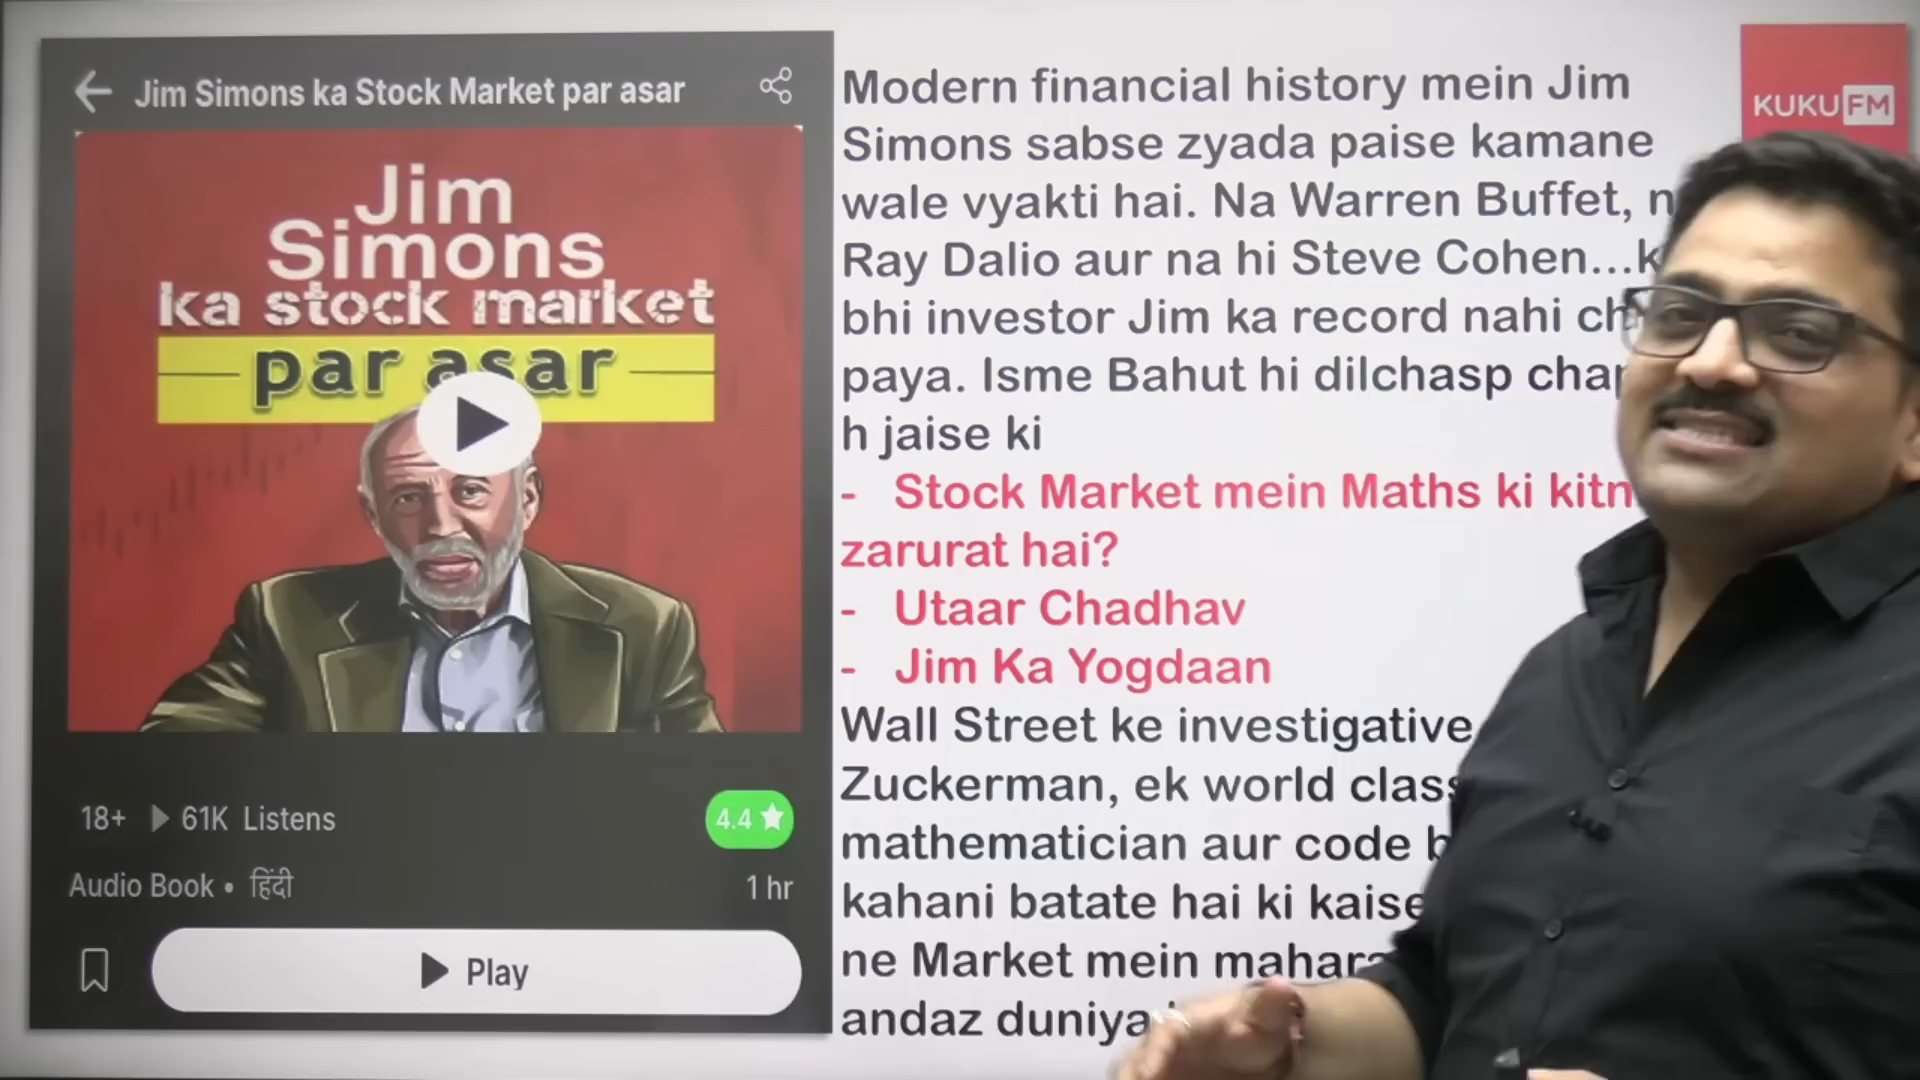 Jim Simons ka Stock Market par asar
Jim
Simons
ka stock market
par asar
18+ 61K Listens
4.4
Audio Book • हिंदी
1 hr
Play
Modern financial history mein Jim
Simons sabse zyada paise kamane
wale vyakti hai. Na Warren Buffet,
Ray Dalio aur na hi Steve Cohen...
bhi investor Jim ka record nahi
paya. Isme Bahut hi dilchasp
h jaise ki
- Stock Market mein Maths ki
zarurat hai?
- Utaar Chadhav
- Jim Ka Yogdaan
Wall Street ke investigative
Zuckerman, ek world class
mathematician aur code
kahani batate hai ki kaise
ne Market mein
andaz duniya
KUKU FM